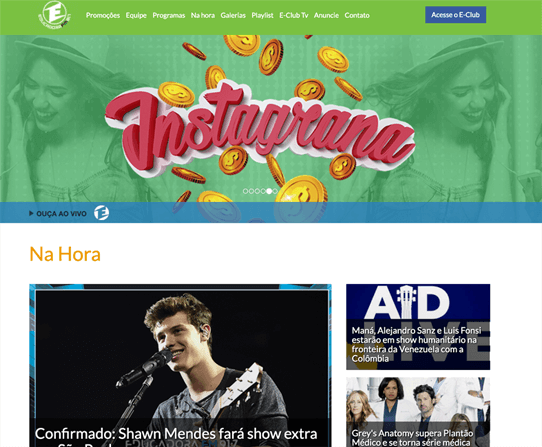 Promoções Equipe Programas Na hora Galerias Playlist E-Club Tv Anuncie Contato Acesse o E-Club
Instagrana
OUÇA AO VIVO
Na Hora
Confirmado: Shawn Mendes fará show extra
AID
LIVE
Maná, Alejandro Sanz e Luis Fonsi
estarão em show humanitário na
fronteira da Venezuela com a
Colômbia
Grey's Anatomy supera Plantão
Médico e se torna série médica